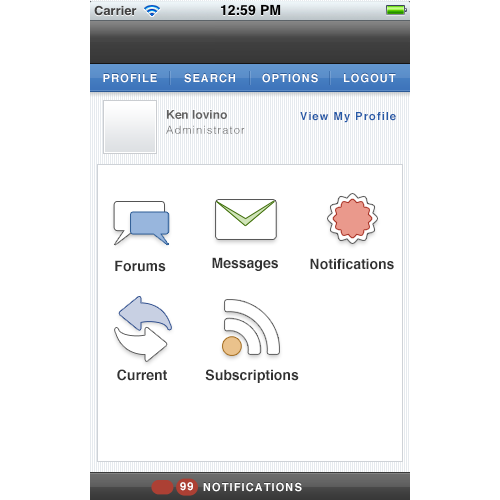 Carrier 12:59 PM
PROFILE SEARCH OPTIONS LOGOUT
Ken Iovino
Administrator
View My Profile
Forums Messages Notifications
Current Subscriptions
99 NOTIFICATIONS